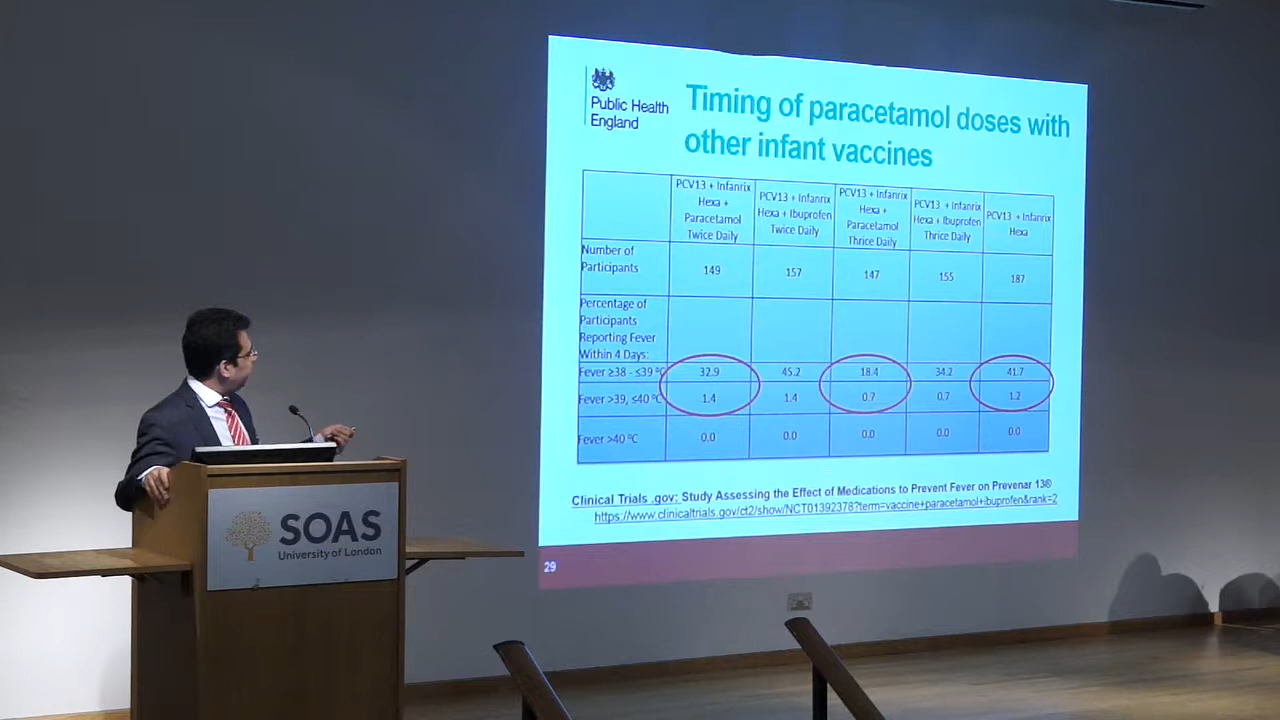 Public Health
England
Timing of paracetamol doses with
other infant vaccines
PCV13 + Infanrix
Hexa +
Paracetamol
Twice Daily
PCV13 + Infanrix
Hexa + Ibuprofen
Twice Daily
PCV13 + Infanrix
Hexa +
Paracetamol
Thrice Daily
PCV13 + Infanrix
Hexa + Ibuprofen
Thrice Daily
PCV13 + Infanrix
Hexa
Number of
Participants
149
157
147
155
187
Percentage of
Participants
Reporting Fever
Within 4 Days:
Fever ≥38 - ≤39 ºC
32.9
45.2
18.4
34.2
41.7
Fever >39, ≤40 ºC
1.4
1.4
0.7
0.7
1.2
Fever >40 ºC
0.0
0.0
0.0
0.0
0.0
Clinical Trials .gov: Study Assessing the Effect of Medications to Prevent Fever on Prevenar 13®
https://www.clinicaltrials.gov/ct2/show/NCT01392378?term=vaccine+paracetamol+ibuprofen&rank=2
29
SOAS
University of London